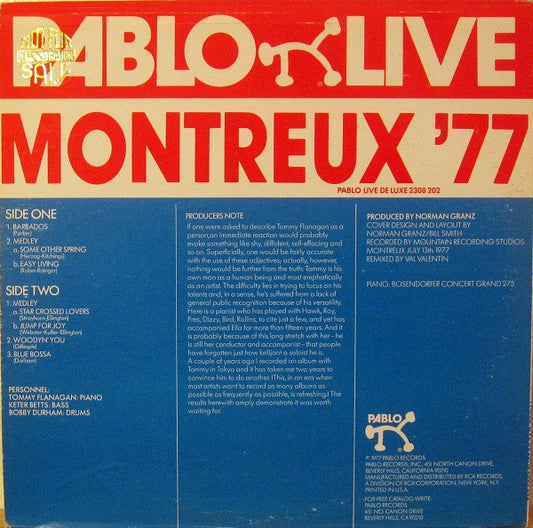 NOT FOR
SALE
PABLO LIVE
MONTREUX '77
PABLO LIVE DE LUXE 2308 202
SIDE ONE
1. BARBADOS
(Parker)
2. MEDLEY
a. SOME OTHER SPRING
(Herzog-Kitchings)
b. EASY LIVING
(Robin-Rainger)
SIDE TWO
1. MEDLEY
a. STAR CROSSED LOVERS
(Strayhorn-Ellington)
b. JUMP FOR JOY
(Webster-Kuller-Ellington)
2. WOODYN YOU
(Gillespie)
3. BLUE BOSSA
(Dorham)
PERSONNEL:
TOMMY FLANAGAN: PIANO
KETER BETTS: BASS
BOBBY DURHAM: DRUMS
PRODUCERS NOTE
If one were asked to describe Tommy Flanagan as a
person, an immediate reaction would probably
evoke something like shy, diffident, self-effacing and
so on. Superficially, one would be fairly accurate
with the use of these adjectives, actually, however,
nothing would be further from the truth. Tommy is his
own man as a human being and most emphatically
as an artist. The difficulty lies in trying to focus on his
talents and, in a sense, he's suffered from a lack of
general public recognition because of his versatility.
Here is a pianist who has played with Hawk, Roy,
Pres, Dizzy, Bird, Rollins, to cite just a few, and yet has
accompanied Ella for more than fifteen years. And it
is probably because of this long stretch with her - he
is still her conductor and accompanist - that people
have forgotten just how brilliant a soloist he is.
A couple of years ago I recorded an album with
Tommy in Tokyo and it has taken me two years to
convince him to do another. (This, in an era when
most artists want to record as many albums as
possible as frequently as possible, is refreshing.) The
results herewith amply demonstrate it was worth
waiting for.
PRODUCED BY NORMAN GRANZ
COVER DESIGN AND LAYOUT BY
NORMAN GRANZ/BILL SMITH
RECORDED BY MOUNTAIN RECORDING STUDIOS
MONTREUX JULY 13th 1977
REMIXED BY VAL VALENTIN
PIANO: BOSENDORFER CONCERT GRAND 275
PABLO
℗ 1977 PABLO RECORDS
PABLO RECORDS, INC., 451 NORTH CANON DRIVE,
BEVERLY HILLS, CALIFORNIA 90210
MANUFACTURED AND DISTRIBUTED BY RCA RECORDS,
A DIVISION OF RCA CORPORATION, NEW YORK, N.Y.
PRINTED IN U.S.A.
FOR FREE CATALOG WRITE:
PABLO RECORDS
451 NO. CANON DRIVE
BEVERLY HILLS, CA 90210